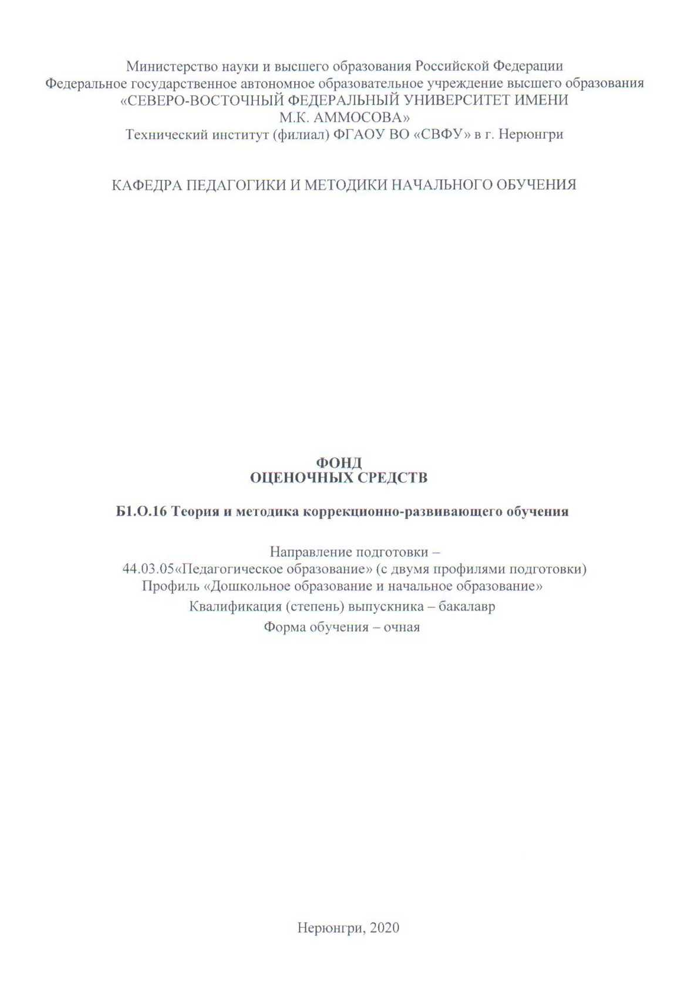 Министерство науки и высшего образования Российской Федерации
Федеральное государственное автономное образовательное учреждение высшего образования
«СЕВЕРО-ВОСТОЧНЫЙ ФЕДЕРАЛЬНЫЙ УНИВЕРСИТЕТ ИМЕНИ
М.К. АММОСОВА»
Технический институт (филиал) ФГАОУ ВО «СВФУ» в г. Нерюнгри
КАФЕДРА ПЕДАГОГИКИ И МЕТОДИКИ НАЧАЛЬНОГО ОБУЧЕНИЯ
ФОНД
ОЦЕНОЧНЫХ СРЕДСТВ
Б1.О.16 Теория и методика коррекционно-развивающего обучения
Направление подготовки –
44.03.05«Педагогическое образование» (с двумя профилями подготовки)
Профиль «Дошкольное образование и начальное образование»
Квалификация (степень) выпускника – бакалавр
Форма обучения – очная
Нерюнгри, 2020